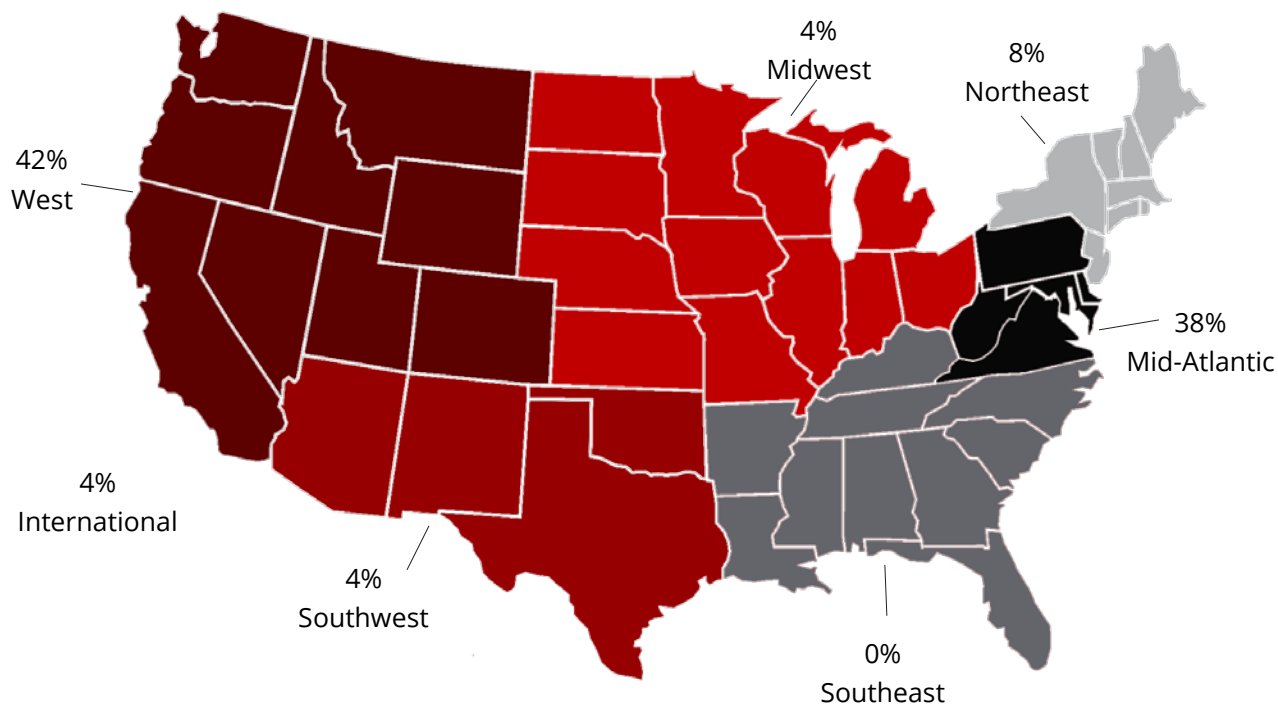 4%
Midwest
8%
Northeast
42%
West
38%
Mid-Atlantic
4%
International
4%
Southwest
0%
Southeast